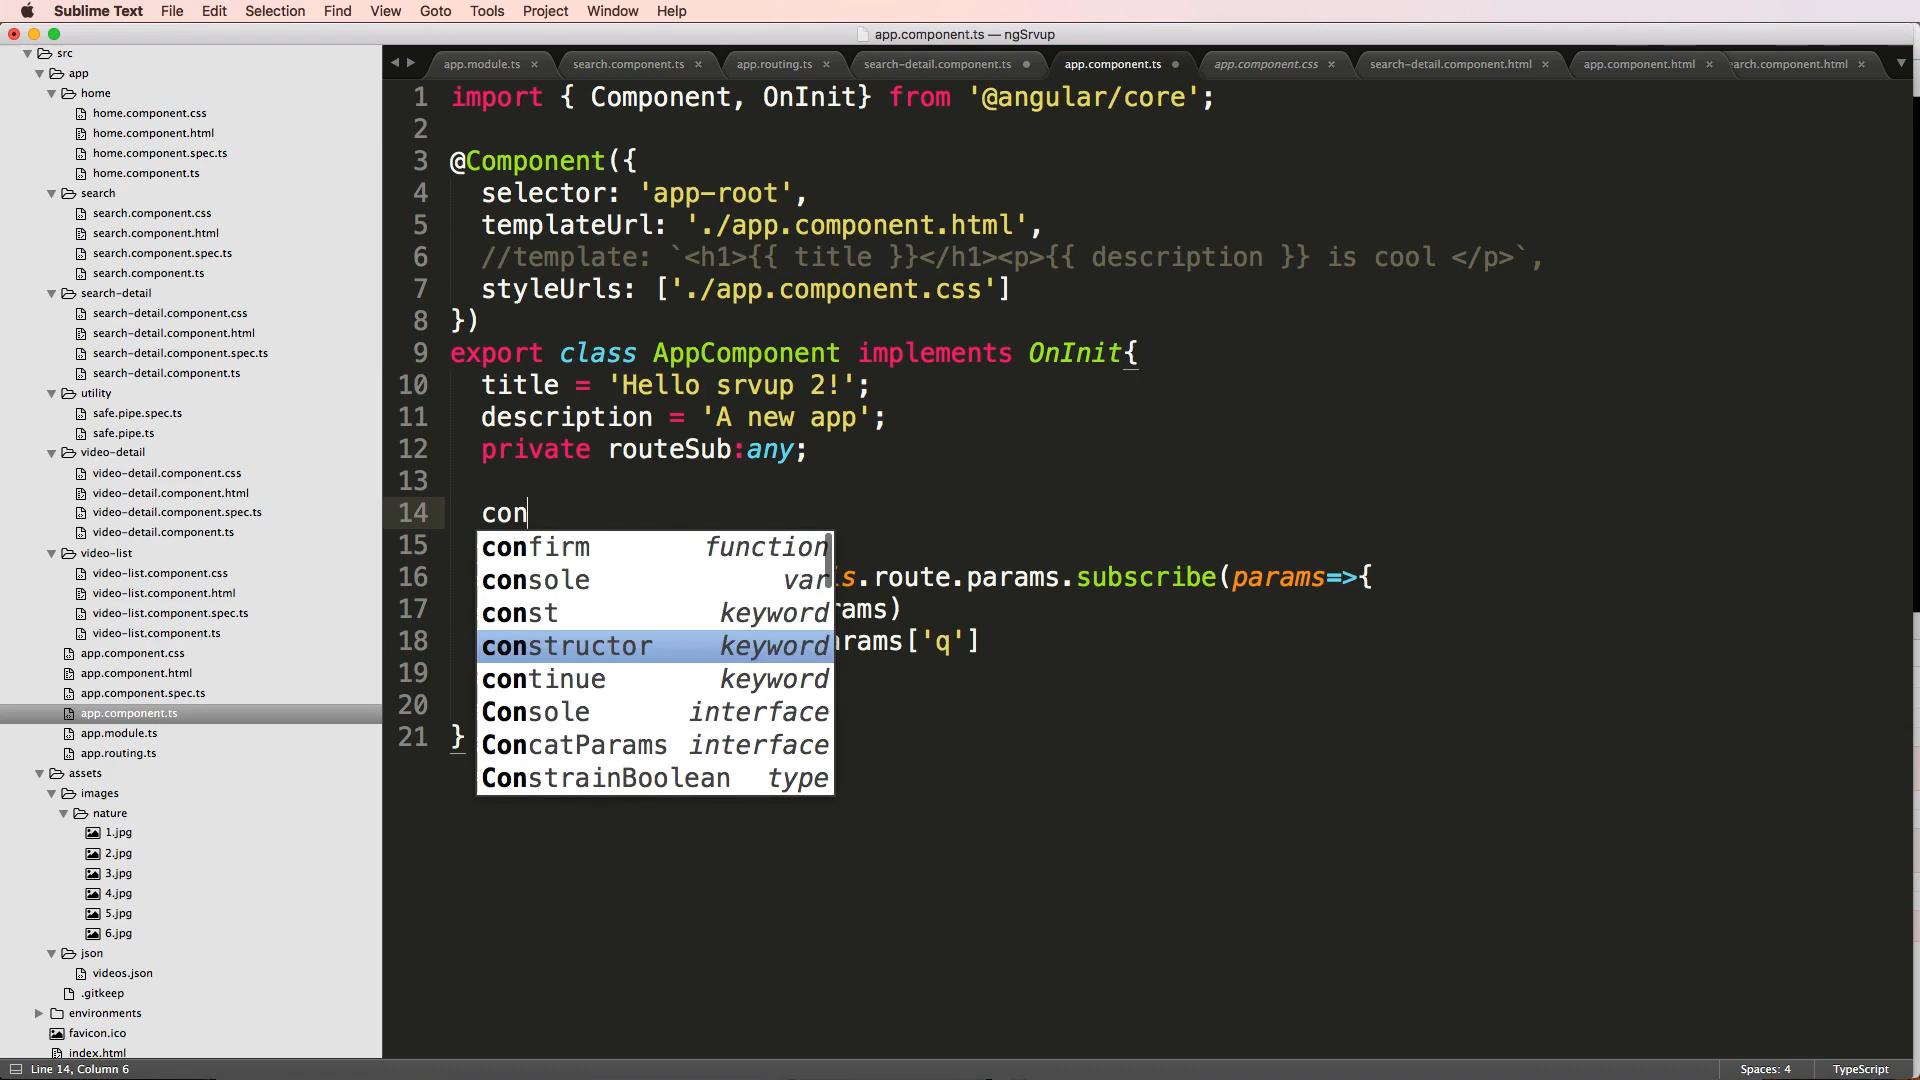 Sublime Text File Edit Selection Find View Goto Tools Project Window Help
app.component.ts — ngSrvup
app.module.ts × search.component.ts × app.routing.ts × search-detail.component.ts app.component.ts app.component.css × search-detail.component.html × app.component.html × arch.component.html ×
src
app
home
home.component.css
home.component.html
home.component.spec.ts
home.component.ts
search
search.component.css
search.component.html
search.component.spec.ts
search.component.ts
search-detail
search-detail.component.css
search-detail.component.html
search-detail.component.spec.ts
search-detail.component.ts
utility
safe.pipe.spec.ts
safe.pipe.ts
video-detail
video-detail.component.css
video-detail.component.html
video-detail.component.spec.ts
video-detail.component.ts
video-list
video-list.component.css
video-list.component.html
video-list.component.spec.ts
video-list.component.ts
app.component.css
app.component.html
app.component.spec.ts
app.component.ts
app.module.ts
app.routing.ts
assets
images
nature
1.jpg
2.jpg
3.jpg
4.jpg
5.jpg
6.jpg
json
videos.json
.gitkeep
environments
favicon.ico
index.html
1 import { Component, OnInit} from '@angular/core';
2
3 @Component({
4 selector: 'app-root',
5 templateUrl: './app.component.html',
6 //template: `<h1>{{ title }}</h1><p>{{ description }} is cool </p>`,
7 styleUrls: ['./app.component.css']
8 })
9 export class AppComponent implements OnInit{
10 title = 'Hello srvup 2!';
11 description = 'A new app';
12 private routeSub:any;
13
14 con
15
16 s.route.params.subscribe(params=>{
17 rams)
18 rams['q']
19
20
21 }
confirm function
console var
const keyword
constructor keyword
continue keyword
Console interface
ConcatParams interface
ConstrainBoolean type
Line 14, Column 6 Spaces: 4 TypeScript